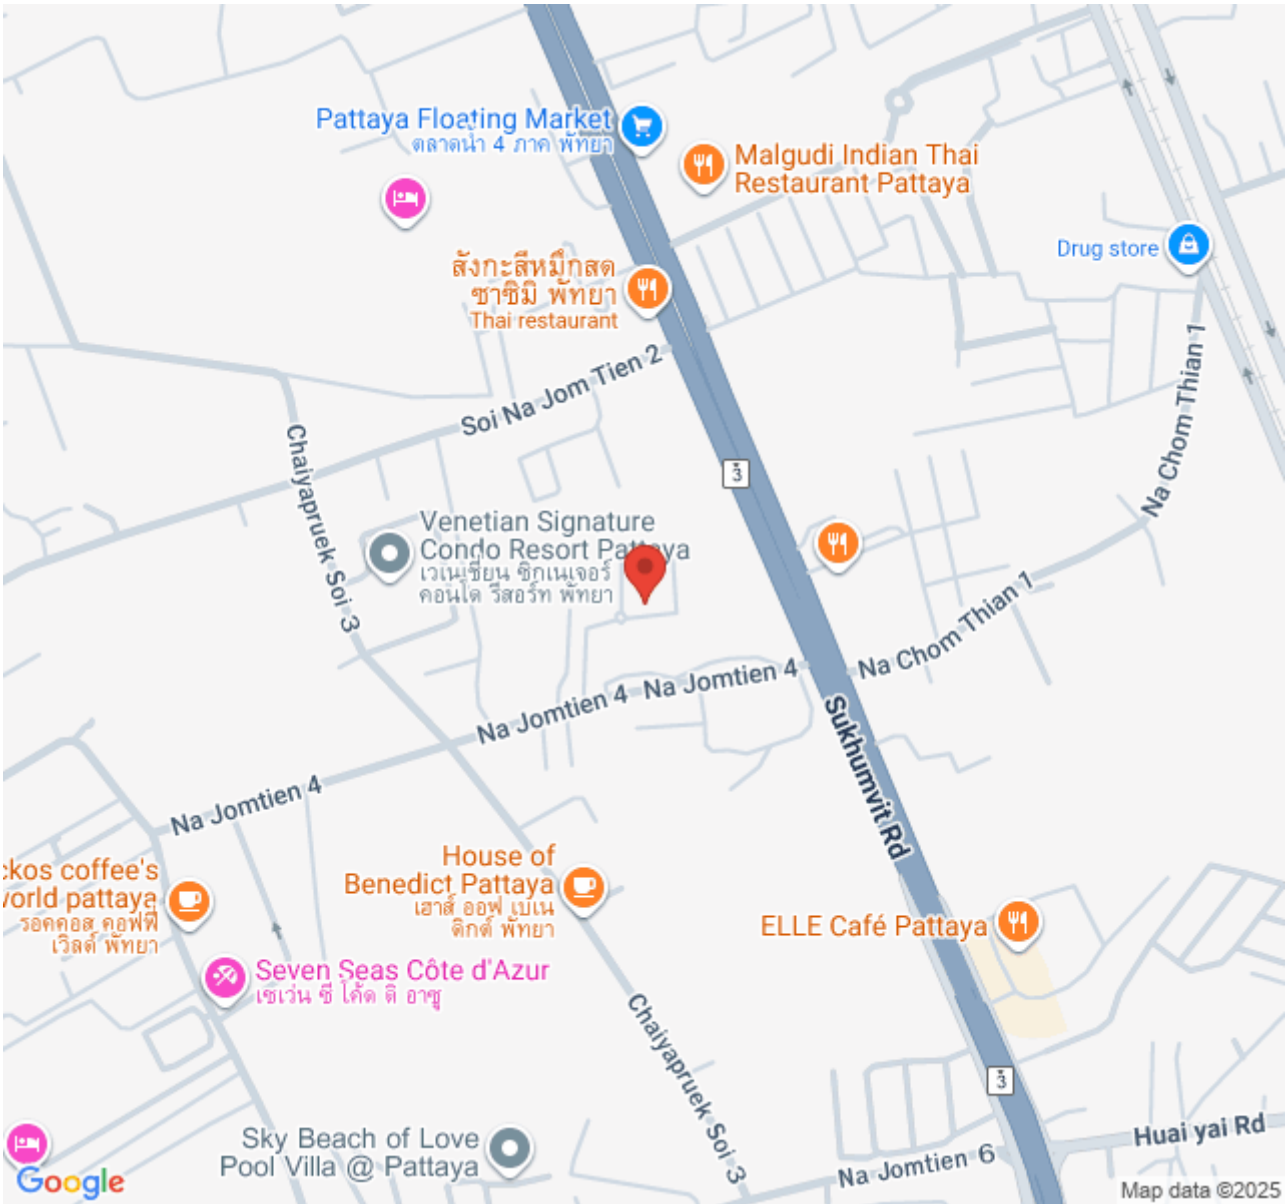 Pattaya Floating Market
ตลาดน้ำ 4 ภาค พัทยา
Malgudi Indian Thai
Restaurant Pattaya
Drug store
สังกะสีหมึกสด
ซาซิมิ พัทยา
Thai restaurant
Soi Na Jom Tien 2
Chaiyapruek Soi 3
3
Na Chom Thian 1
Venetian Signature
Condo Resort Pattaya
เวเนเชี่ยน ซิกเนเจอร์
คอนโด รีสอร์ท พัทยา
Na Chom Thian 1
Na Jomtien 4
Na Jomtien 4
Sukhumvit Rd
Na Jomtien 4
House of
Benedict Pattaya
เฮาส์ ออฟ เบเน
ดิกต์ พัทยา
ckos coffee's
world pattaya
รอคคอส คอฟฟี่
เวิลด์ พัทยา
ELLE Café Pattaya
Seven Seas Côte d'Azur
เซเว่น ซี โค้ด ดิ อาซู
Chaiyapruek Soi 3
3
Sky Beach of Love
Pool Villa @ Pattaya
Huai yai Rd
Na Jomtien 6
Google
Map data ©2025